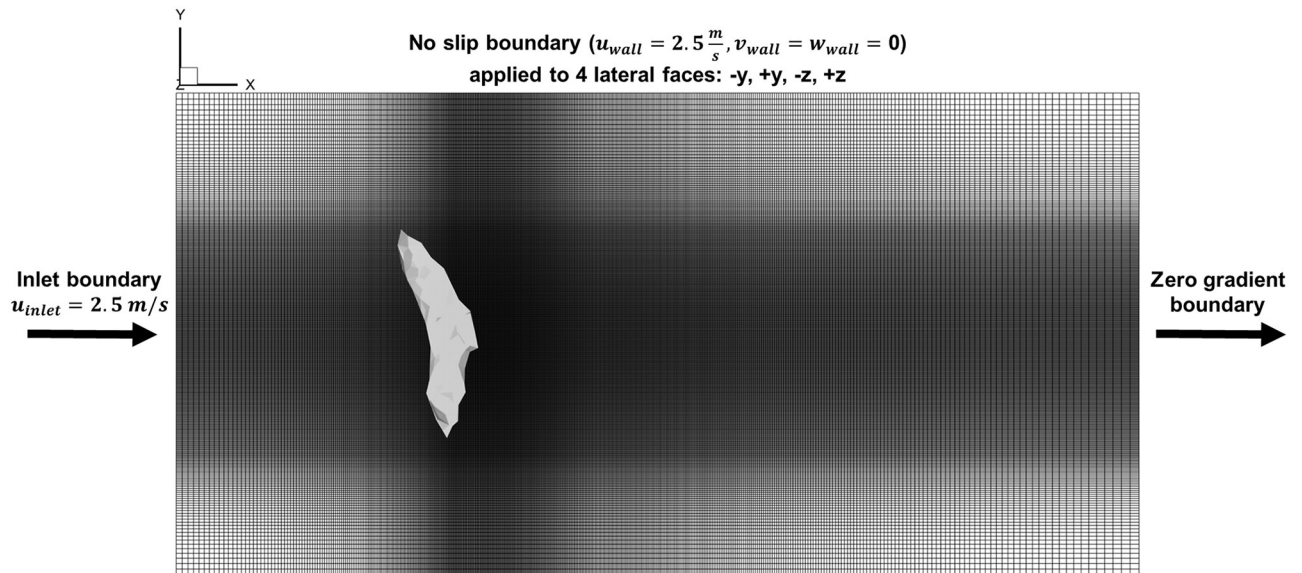 Y
No slip boundary (u_wall = 2.5 m/s, v_wall = w_wall = 0)
applied to 4 lateral faces: -y, +y, -z, +z
Z X
Inlet boundary
u_inlet = 2.5 m/s
Zero gradient
boundary